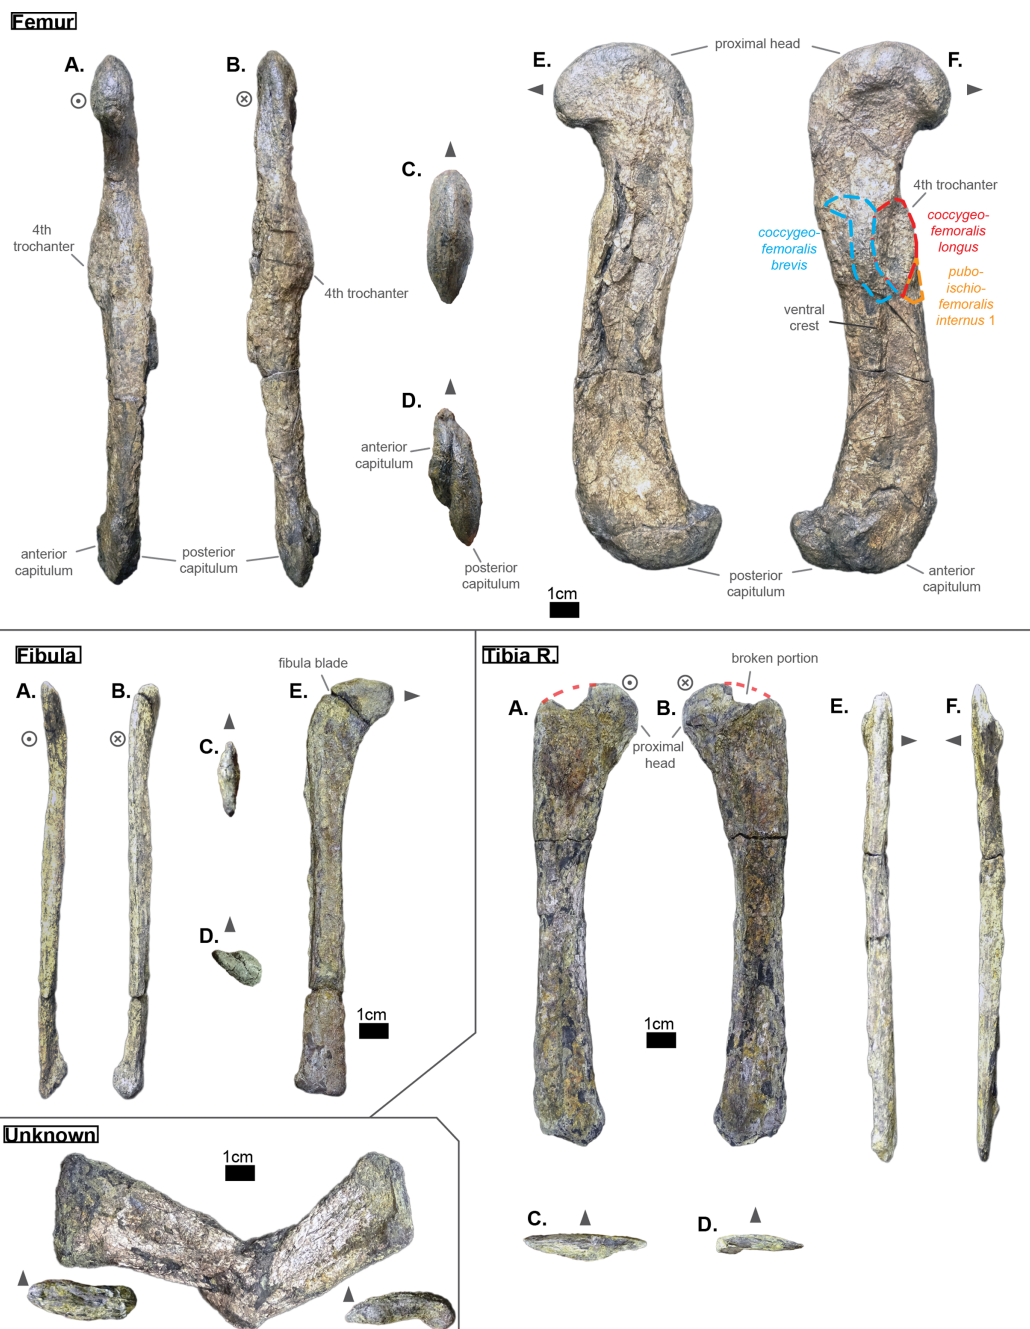 Femur
A.
B.
C.
D.
E.
F.
proximal head
4th
trochanter
4th trochanter
4th trochanter
coccygeo-
femoralis
longus
coccygeo-
femoralis
brevis
pubo-
ischio-
femoralis
internus 1
ventral
crest
anterior
capitulum
posterior
capitulum
anterior
capitulum
posterior
capitulum
posterior
capitulum
anterior
capitulum
1cm
Fibula
A.
B.
C.
D.
E.
fibula blade
1cm
Tibia R.
A.
B.
C.
D.
E.
F.
broken portion
proximal
head
1cm
Unknown
1cm